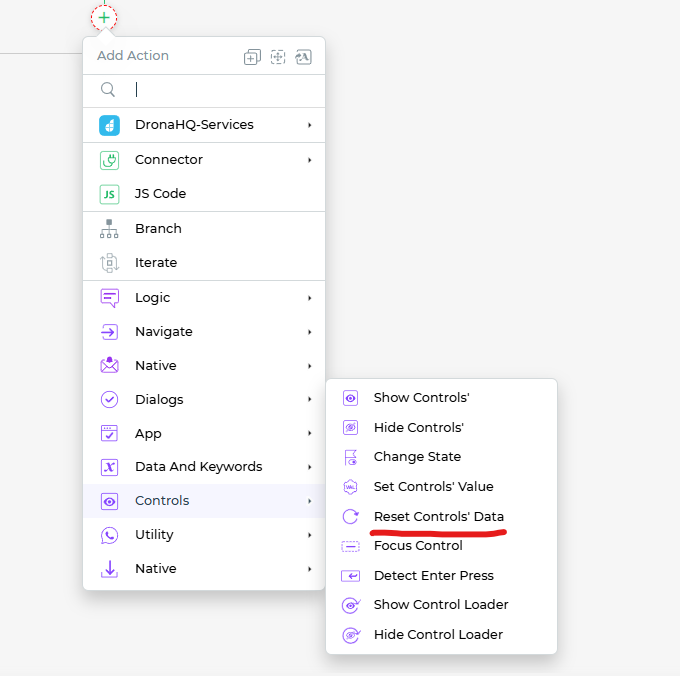 Add Action
DronaHQ-Services
Connector
JS
JS Code
Branch
Iterate
Logic
Navigate
Native
Dialogs
App
Data And Keywords
Controls
Utility
Native
Show Controls'
Hide Controls'
Change State
VAL
Set Controls' Value
Reset Controls' Data
Focus Control
Detect Enter Press
Show Control Loader
Hide Control Loader